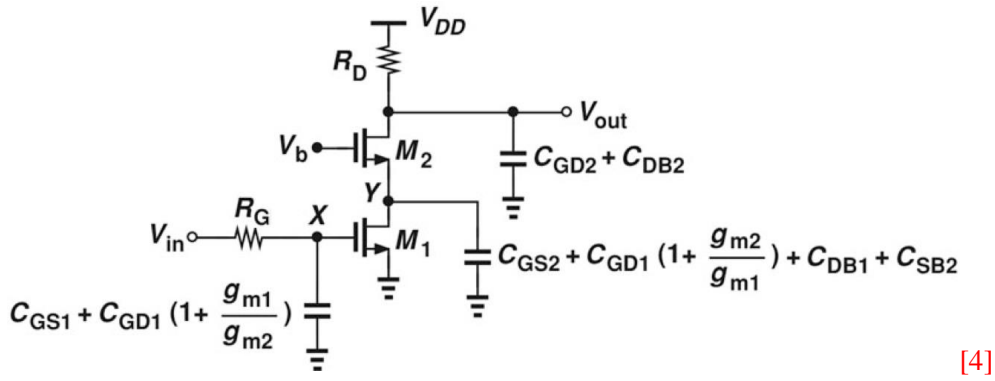 V_DD
R_D
V_out
V_b
M_2
C_GD2 + C_DB2
Y
R_G
X
V_in
M_1
C_GS2 + C_GD1 (1+ g_m2 / g_m1) + C_DB1 + C_SB2
C_GS1 + C_GD1 (1+ g_m1 / g_m2)
[4]